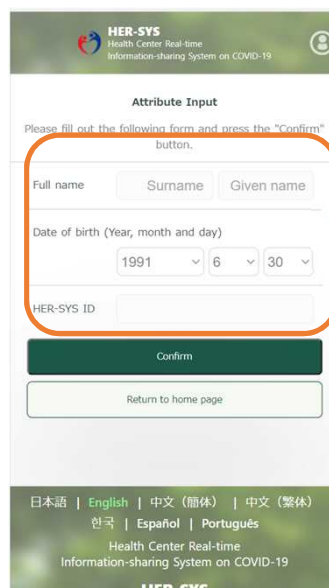 HER-SYS
Health Center Real-time
Information-sharing System on COVID-19
Attribute Input
Please fill out the following form and press the "Confirm"
button.
Full name Surname Given name
Date of birth (Year, month and day)
1991 6 30
HER-SYS ID
Confirm
Return to home page
日本語 | English | 中文（簡体） | 中文（繁体）
한국 | Español | Português
Health Center Real-time
Information-sharing System on COVID-19
HER-SYS